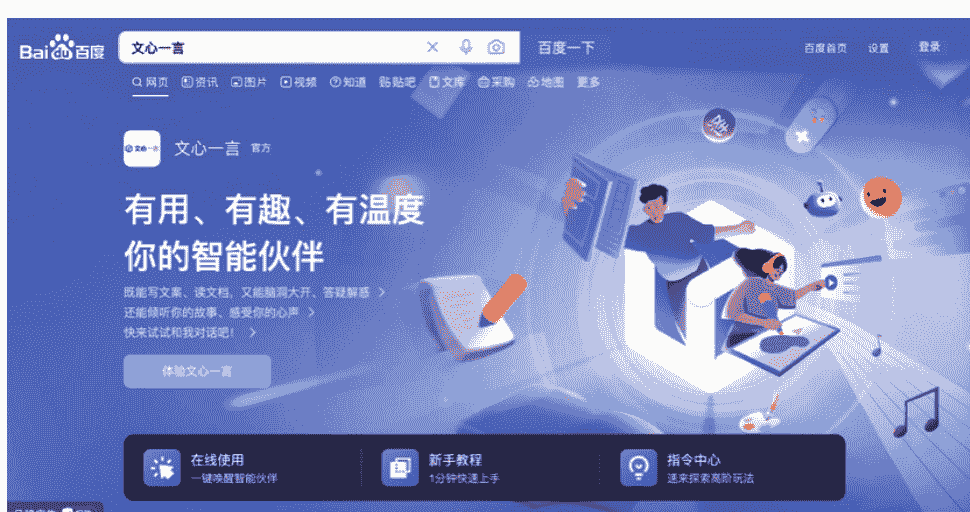 Bai du 百度
文心一言
百度一下
百度首页 设置 登录
网页 资讯 图片 视频 知道 贴贴吧 文库 采购 地图 更多
文心一言
文心一言 官方
有用、有趣、有温度
你的智能伙伴
既能写文案、读文档，又能脑洞大开、答疑解惑
还能倾听你的故事、感受你的心声
快来试试和我对话吧！
体验文心一言
在线使用
一键唤醒智能伙伴
新手教程
1分钟快速上手
指令中心
速来探索高阶玩法